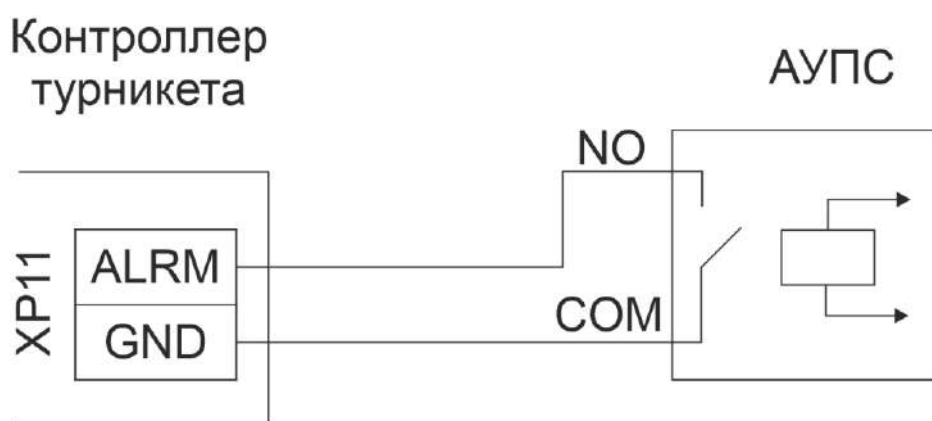 Контроллер
турникета
АУПС
NO
XP11
ALRM
GND
COM